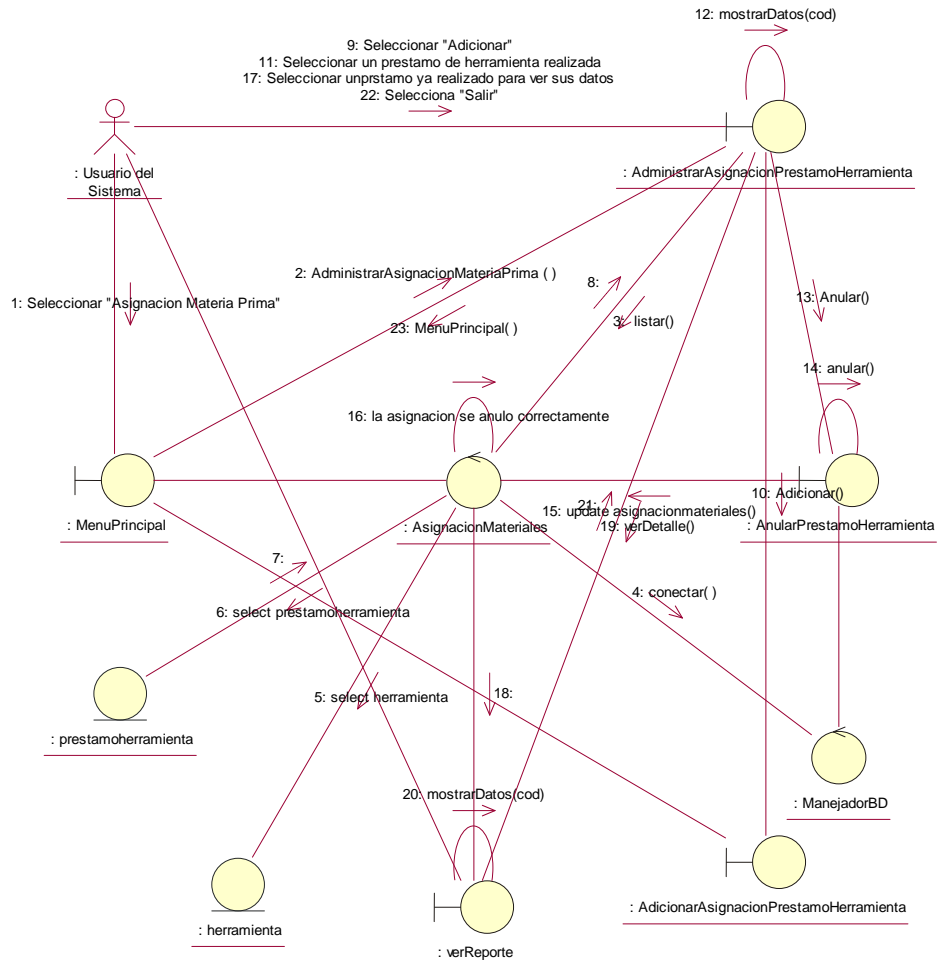 12: mostrarDatos(cod)
9: Seleccionar "Adicionar"
11: Seleccionar un prestamo de herramienta realizada
17: Seleccionar unprstamo ya realizado para ver sus datos
22: Selecciona "Salir"
: Usuario del
Sistema
: AdministrarAsignacionPrestamoHerramienta
2: AdministrarAsignacionMateriaPrima ( )
8:
1: Seleccionar "Asignacion Materia Prima"
13: Anular()
23: MenuPrincipal( )
3: listar()
14: anular()
16: la asignacion se anulo correctamente
10: Adicionar()
21:
15: update asignacionmateriales()
: MenuPrincipal
: AsignacionMateriales
19: verDetalle()
: AnularPrestamoHerramienta
7:
4: conectar( )
6: select prestamoherramienta
5: select herramienta
18:
: prestamoherramienta
20: mostrarDatos(cod)
: ManejadorBD
: AdicionarAsignacionPrestamoHerramienta
: herramienta
: verReporte